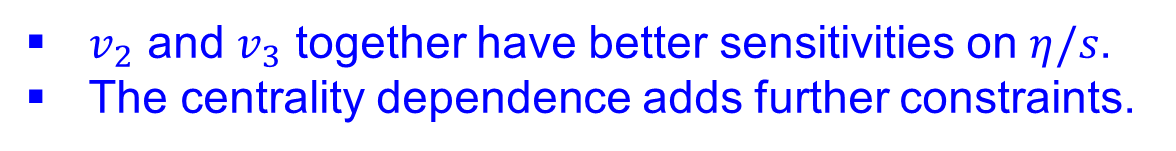 ▪ 𝑣₂ and 𝑣₃ together have better sensitivities on 𝜂/𝑠.
▪ The centrality dependence adds further constraints.